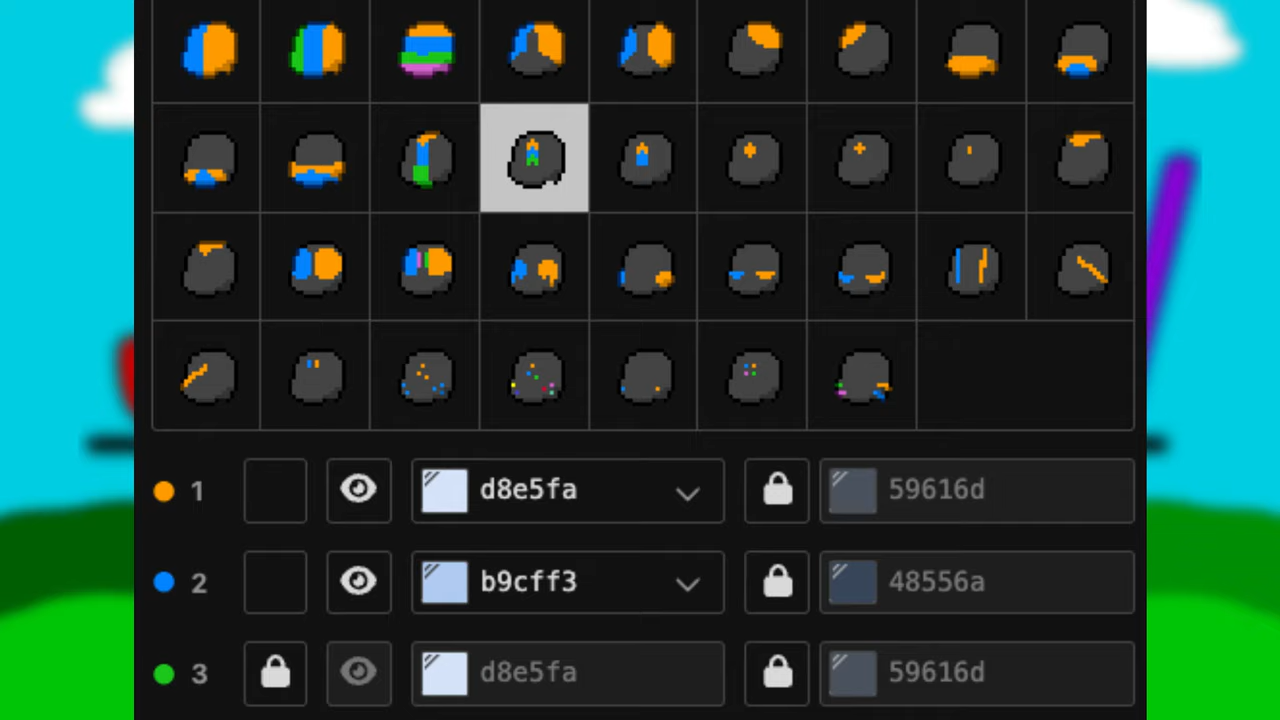 1 d8e5fa 59616d
2 b9cff3 48556a
3 d8e5fa 59616d